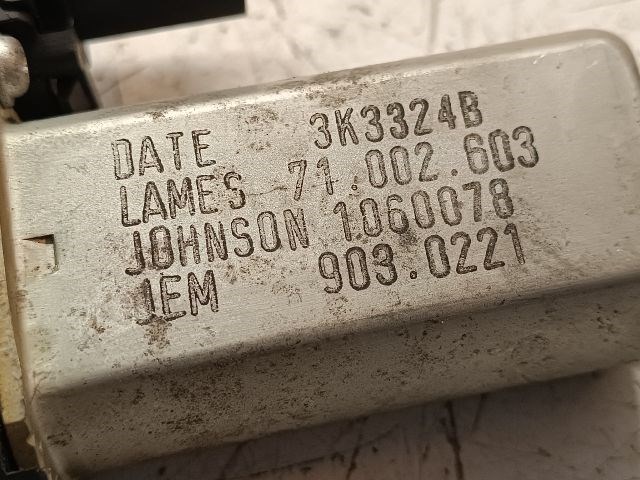 DATE 3K3324B
LAMES 71.002.603
JOHNSON 1060078
IEM 903.0221